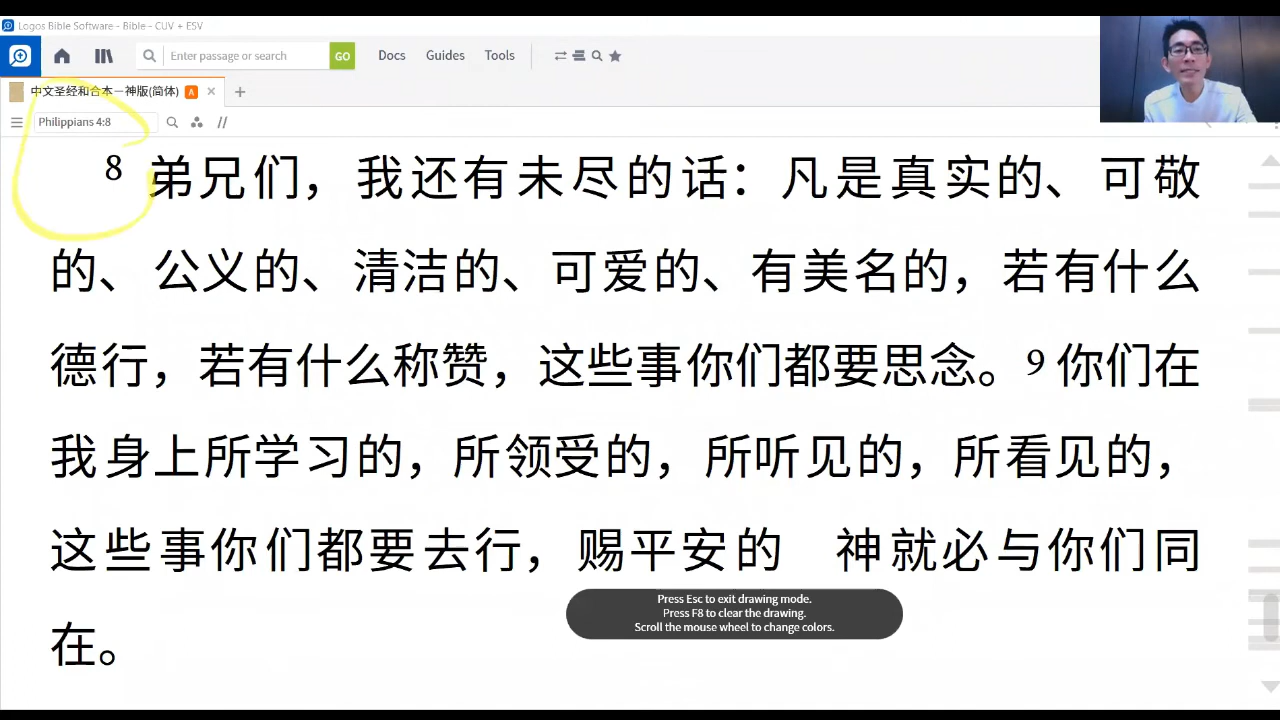 Logos Bible Software - Bible - CUV + ESV
Enter passage or search GO Docs Guides Tools
中文圣经和合本－神版(简体) A
Philippians 4:8
8 弟兄们，我还有未尽的话：凡是真实的、可敬
的、公义的、清洁的、可爱的、有美名的，若有什么
德行，若有什么称赞，这些事你们都要思念。9 你们在
我身上所学习的，所领受的，所听见的，所看见的，
这些事你们都要去行，赐平安的　神就必与你们同
在。
Press Esc to exit drawing mode.
Press F8 to clear the drawing.
Scroll the mouse wheel to change colors.